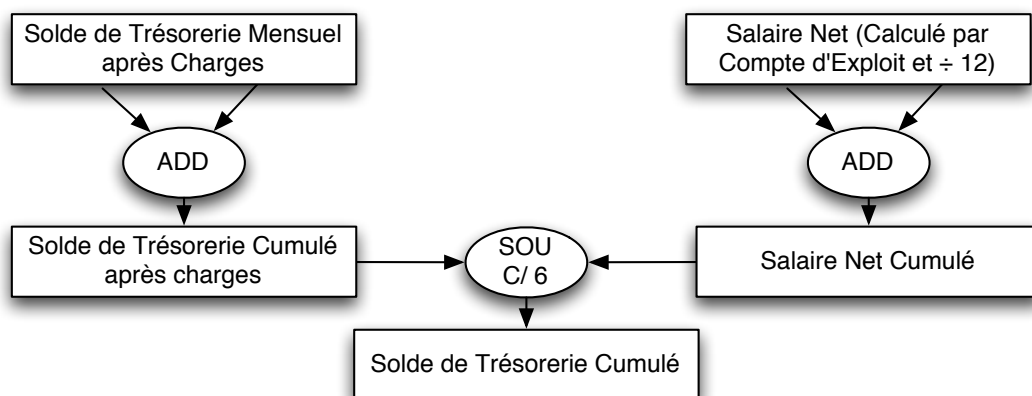 Solde de Trésorerie Mensuel
après Charges
Salaire Net (Calculé par
Compte d'Exploit et ÷ 12)
ADD
ADD
Solde de Trésorerie Cumulé
après charges
SOU
C/ 6
Salaire Net Cumulé
Solde de Trésorerie Cumulé